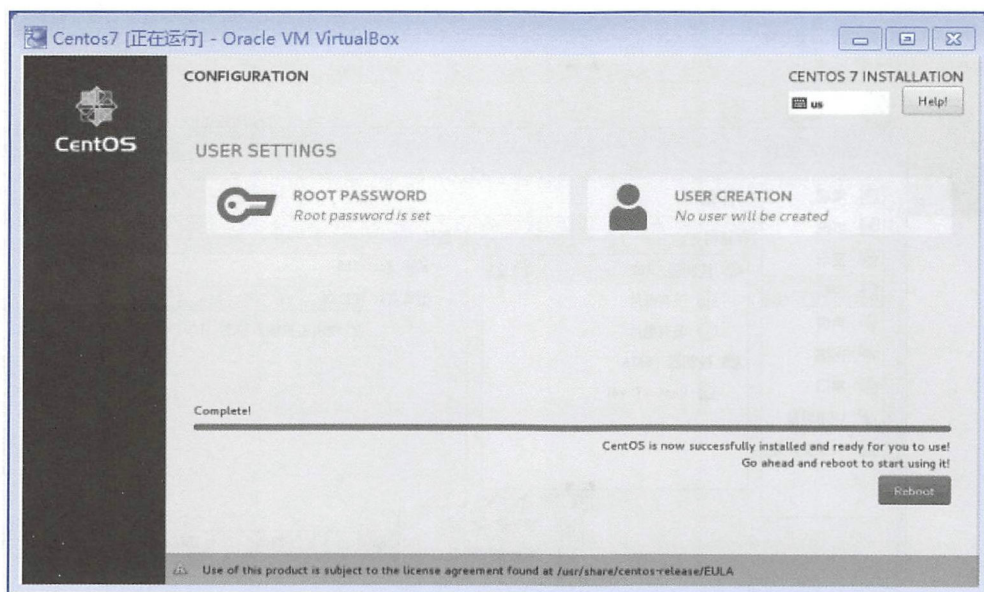 Centos7 [正在运行] - Oracle VM VirtualBox
CONFIGURATION
CENTOS 7 INSTALLATION
us
Help!
CentOS
USER SETTINGS
ROOT PASSWORD
Root password is set
USER CREATION
No user will be created
Complete!
CentOS is now successfully installed and ready for you to use!
Go ahead and reboot to start using it!
Reboot
Use of this product is subject to the license agreement found at /usr/share/centos-release/EULA